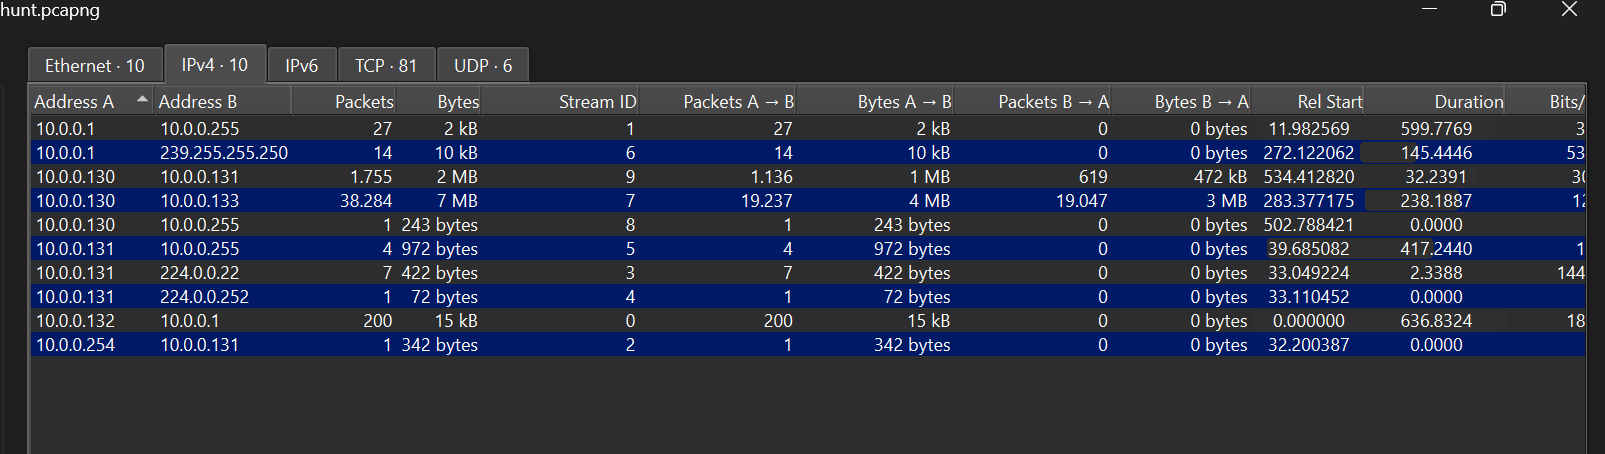 hunt.pcapng
Ethernet · 10 IPv4 · 10 IPv6 TCP · 81 UDP · 6
Address A Address B Packets Bytes Stream ID Packets A → B Bytes A → B Packets B → A Bytes B → A Rel Start Duration Bits/
10.0.0.1 10.0.0.255 27 2 kB 1 27 2 kB 0 0 bytes 11.982569 599.7769 3
10.0.0.1 239.255.255.250 14 10 kB 6 14 10 kB 0 0 bytes 272.122062 145.4446 53
10.0.0.130 10.0.0.131 1.755 2 MB 9 1.136 1 MB 619 472 kB 534.412820 32.2391 30
10.0.0.130 10.0.0.133 38.284 7 MB 7 19.237 4 MB 19.047 3 MB 283.377175 238.1887 12
10.0.0.130 10.0.0.255 1 243 bytes 8 1 243 bytes 0 0 bytes 502.788421 0.0000
10.0.0.131 10.0.0.255 4 972 bytes 5 4 972 bytes 0 0 bytes 39.685082 417.2440 1
10.0.0.131 224.0.0.22 7 422 bytes 3 7 422 bytes 0 0 bytes 33.049224 2.3388 144
10.0.0.131 224.0.0.252 1 72 bytes 4 1 72 bytes 0 0 bytes 33.110452 0.0000
10.0.0.132 10.0.0.1 200 15 kB 0 200 15 kB 0 0 bytes 0.000000 636.8324 18
10.0.0.254 10.0.0.131 1 342 bytes 2 1 342 bytes 0 0 bytes 32.200387 0.0000